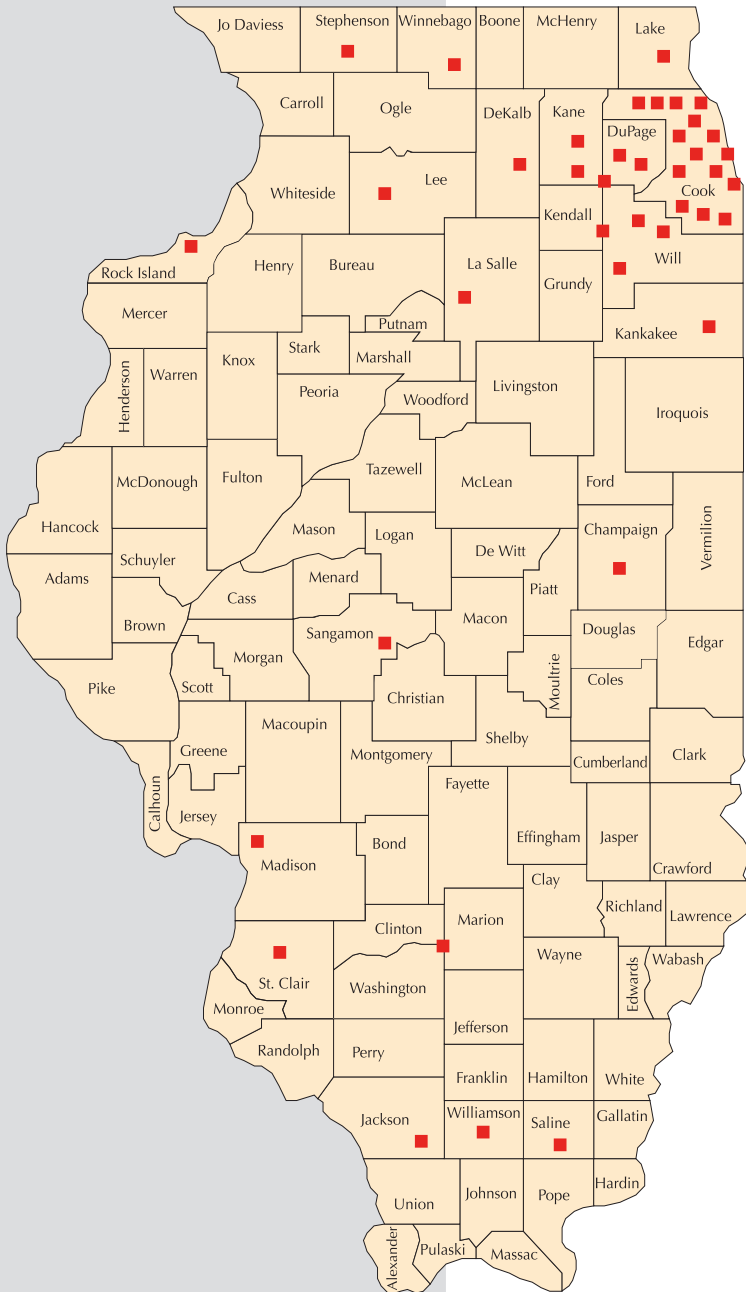 Jo Daviess
Stephenson
Winnebago
Boone
McHenry
Lake
Carroll
Ogle
DeKalb
Kane
DuPage
Cook
Whiteside
Lee
Kendall
Will
Rock Island
Henry
Bureau
La Salle
Grundy
Mercer
Putnam
Kankakee
Stark
Marshall
Knox
Henderson
Warren
Peoria
Woodford
Livingston
Iroquois
Hancock
McDonough
Fulton
Tazewell
McLean
Ford
Mason
Logan
Champaign
Vermilion
Schuyler
De Witt
Adams
Menard
Piatt
Cass
Brown
Macon
Sangamon
Douglas
Edgar
Morgan
Moultrie
Coles
Pike
Scott
Christian
Macoupin
Shelby
Greene
Montgomery
Cumberland
Clark
Calhoun
Jersey
Fayette
Effingham
Jasper
Crawford
Bond
Madison
Clay
Richland
Lawrence
Marion
Clinton
Wayne
Edwards
Wabash
St. Clair
Washington
Monroe
Jefferson
Randolph
Perry
Franklin
Hamilton
White
Jackson
Williamson
Saline
Gallatin
Union
Johnson
Pope
Hardin
Alexander
Pulaski
Massac